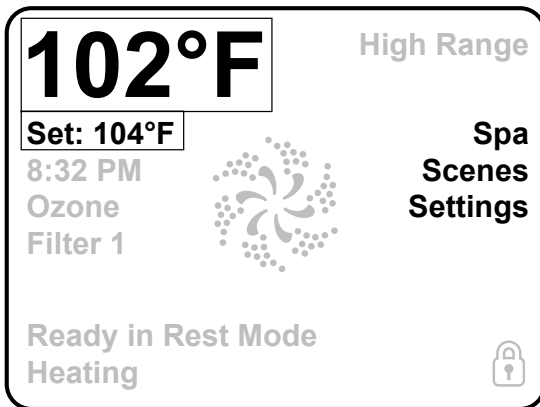 102°F
High Range
Set: 104°F
Spa
8:32 PM
Scenes
Ozone
Settings
Filter 1
Ready in Rest Mode
Heating